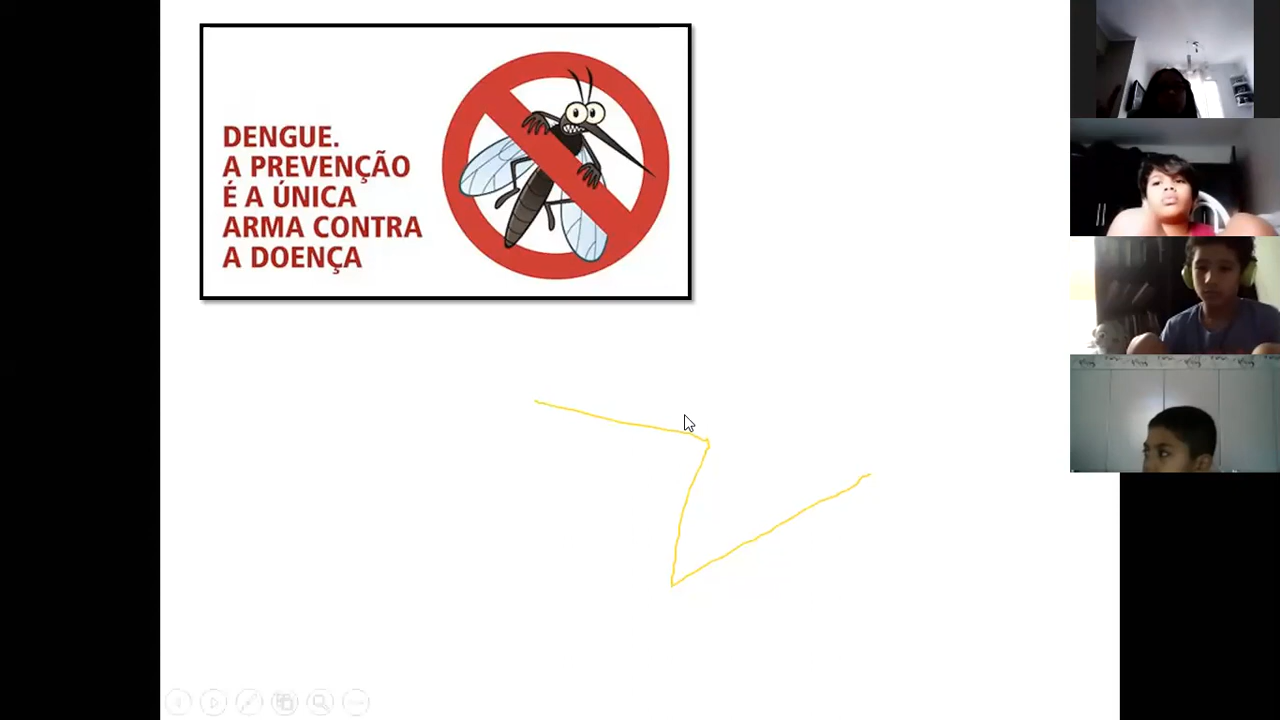 DENGUE.
A PREVENÇÃO
É A ÚNICA
ARMA CONTRA
A DOENÇA